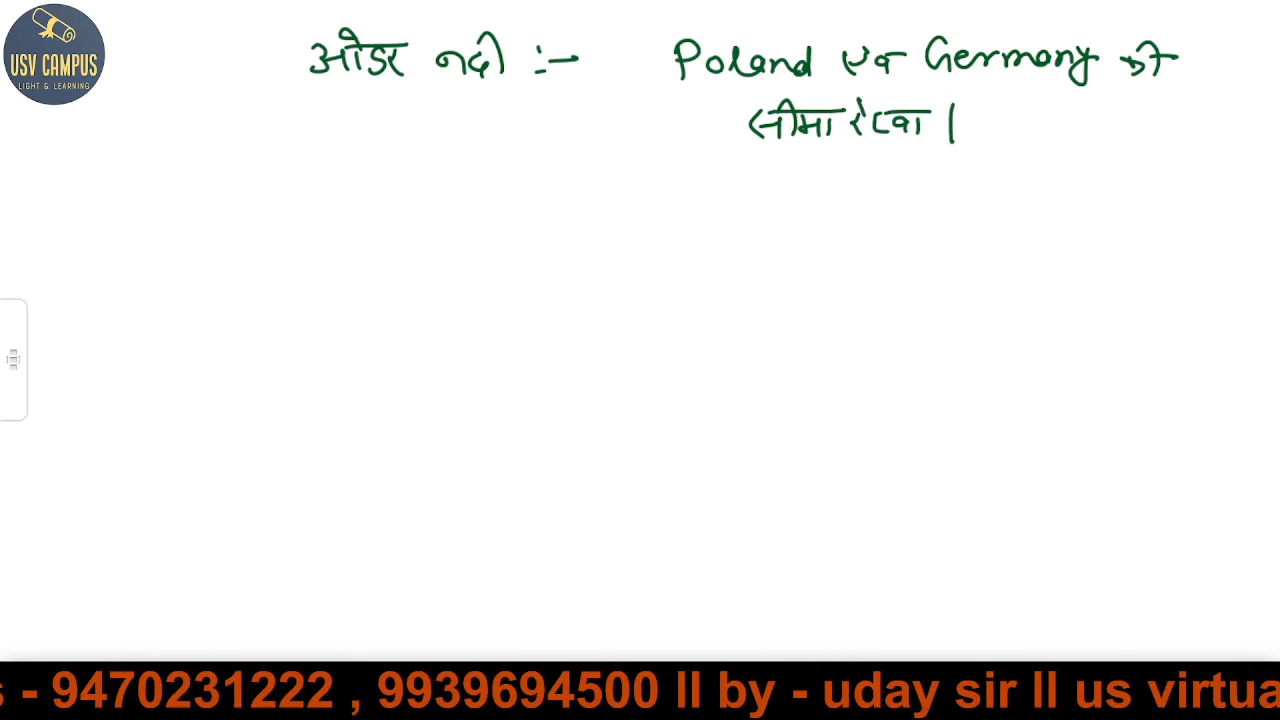 USV CAMPUS
LIGHT & LEARNING
ओडर नदी :- Poland एवं Germany की
सीमा रेखा |
s - 9470231222 , 9939694500 ll by - uday sir ll us virtua